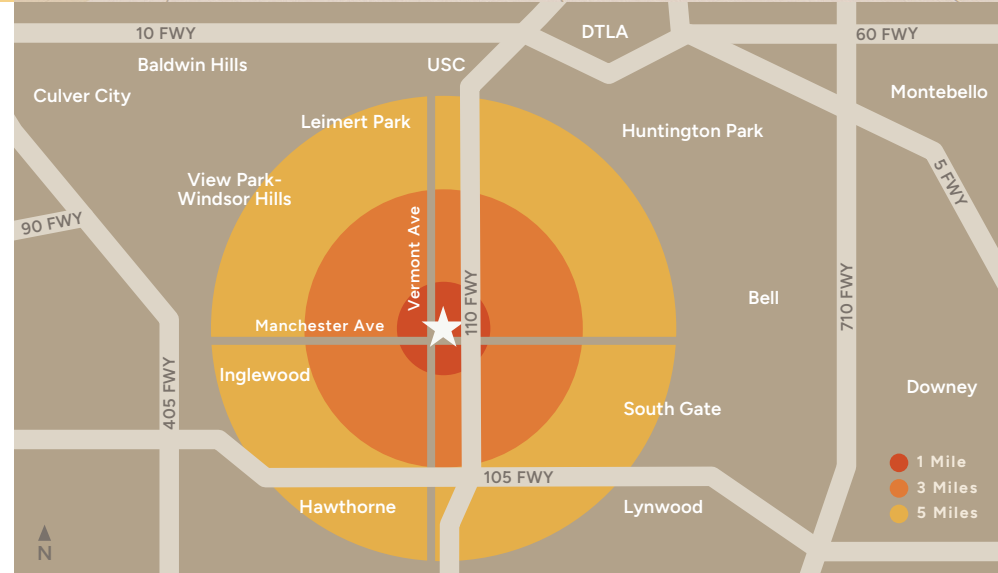 10 FWY
DTLA
60 FWY
Baldwin Hills
USC
Culver City
Montebello
Leimert Park
Huntington Park
View Park-
Windsor Hills
5 FWY
90 FWY
Vermont Ave
110 FWY
710 FWY
Bell
Manchester Ave
Inglewood
405 FWY
Downey
South Gate
1 Mile
105 FWY
3 Miles
Hawthorne
Lynwood
5 Miles
N